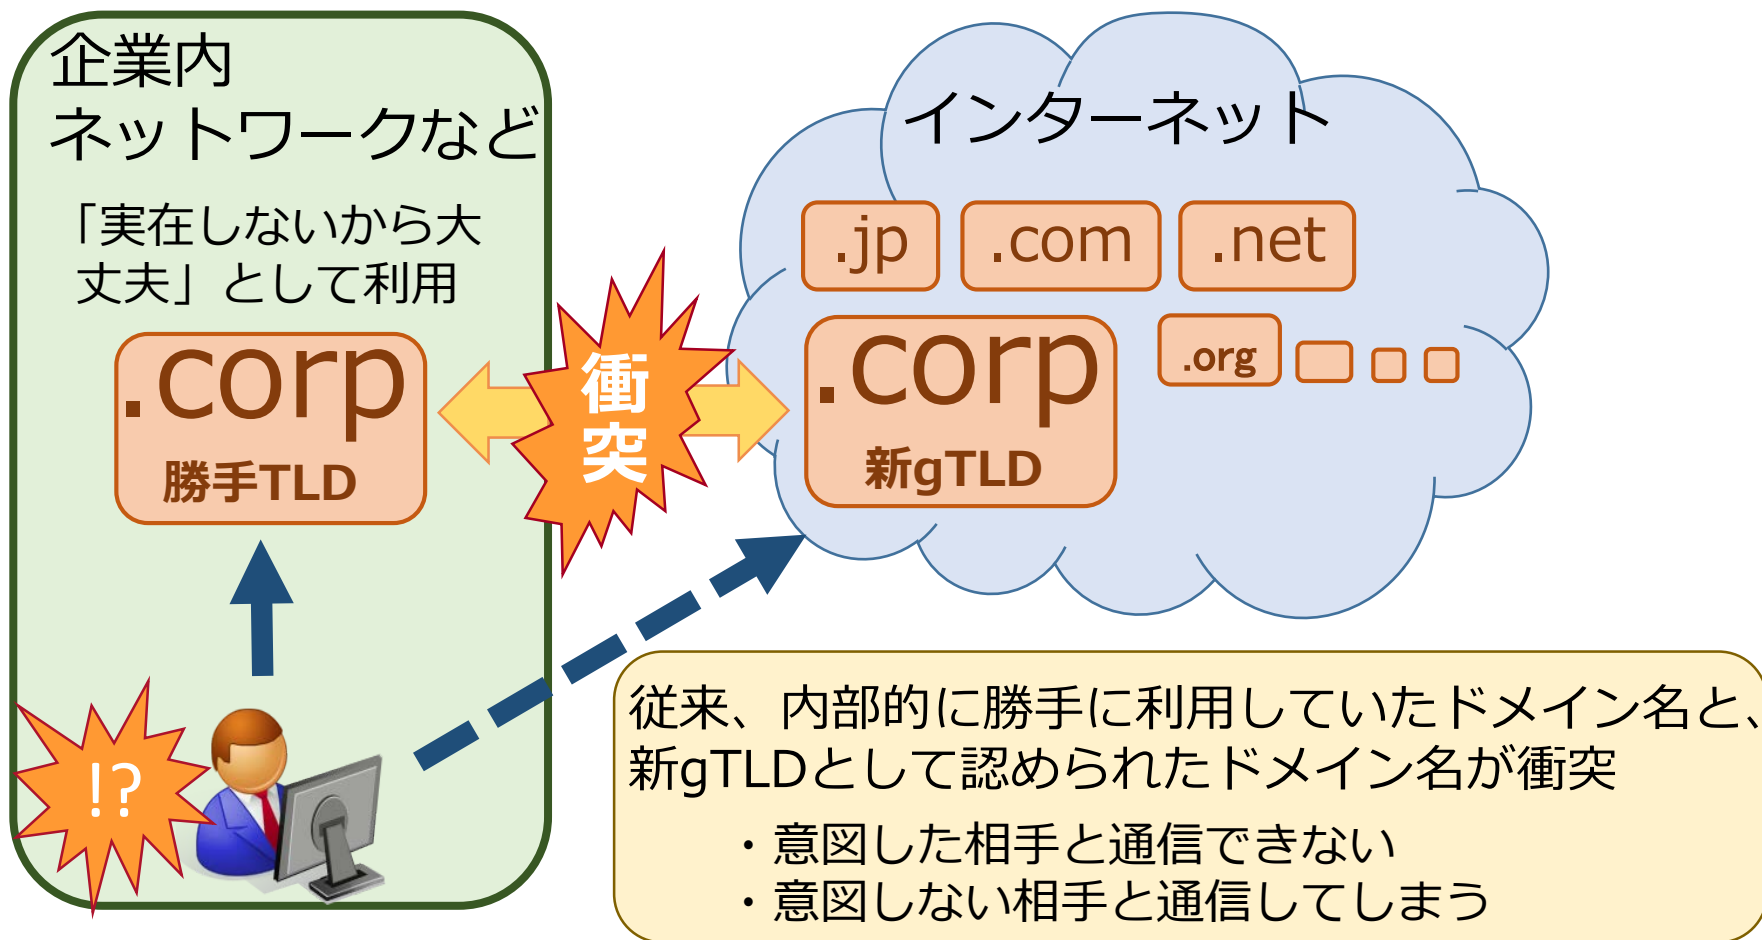 企業内
ネットワークなど
「実在しないから大
丈夫」として利用
.corp
勝手TLD
!?
衝
突
インターネット
.jp
.com
.net
.corp
新gTLD
.org
従来、内部的に勝手に利用していたドメイン名と、
新gTLDとして認められたドメイン名が衝突
・意図した相手と通信できない
・意図しない相手と通信してしまう